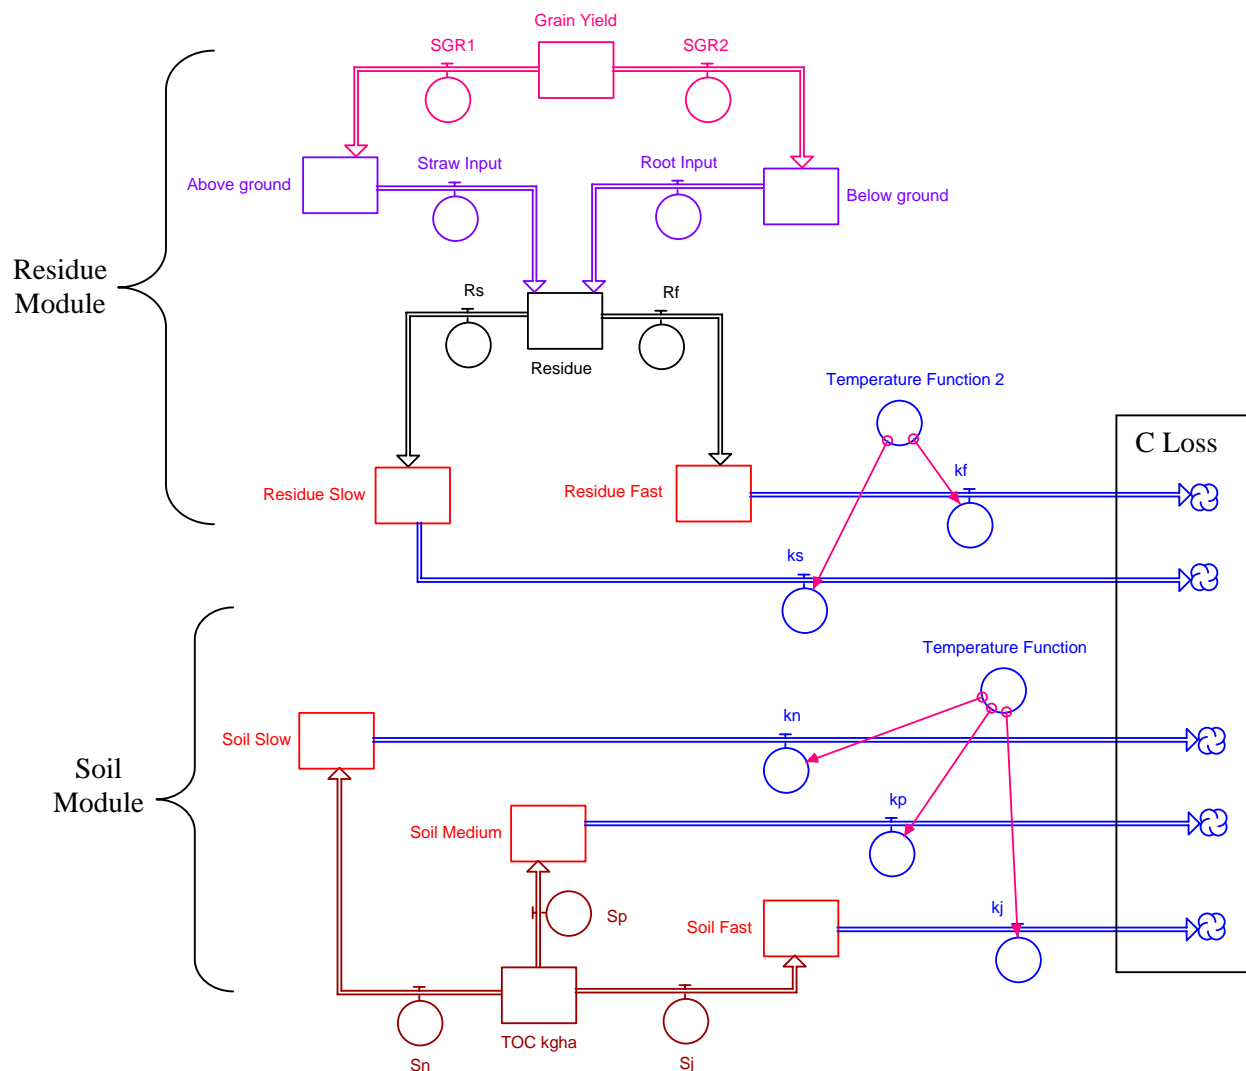 Grain Yield
SGR1
SGR2
Above ground
Straw Input
Root Input
Below ground
Residue
Module
Rs
Rf
Residue
Temperature Function 2
C Loss
Residue Slow
Residue Fast
kf
ks
Temperature Function
Soil Slow
kn
Soil
Module
Soil Medium
kp
Sp
Soil Fast
kj
TOC kgha
Sn
Sj